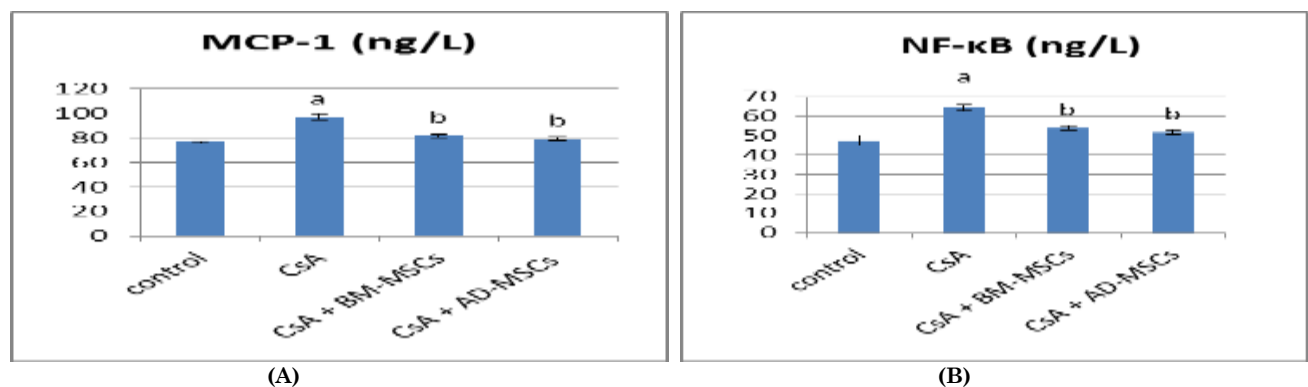 MCP-1 (ng/L)
120
100
80
60
40
20
0
a
b
b
control
CsA
CsA + BM-MSCs
CsA + AD-MSCs
(A)
NF-κB (ng/L)
70
60
50
40
30
20
10
0
a
b
b
control
CsA
CsA + BM-MSCs
CsA + AD-MSCs
(B)